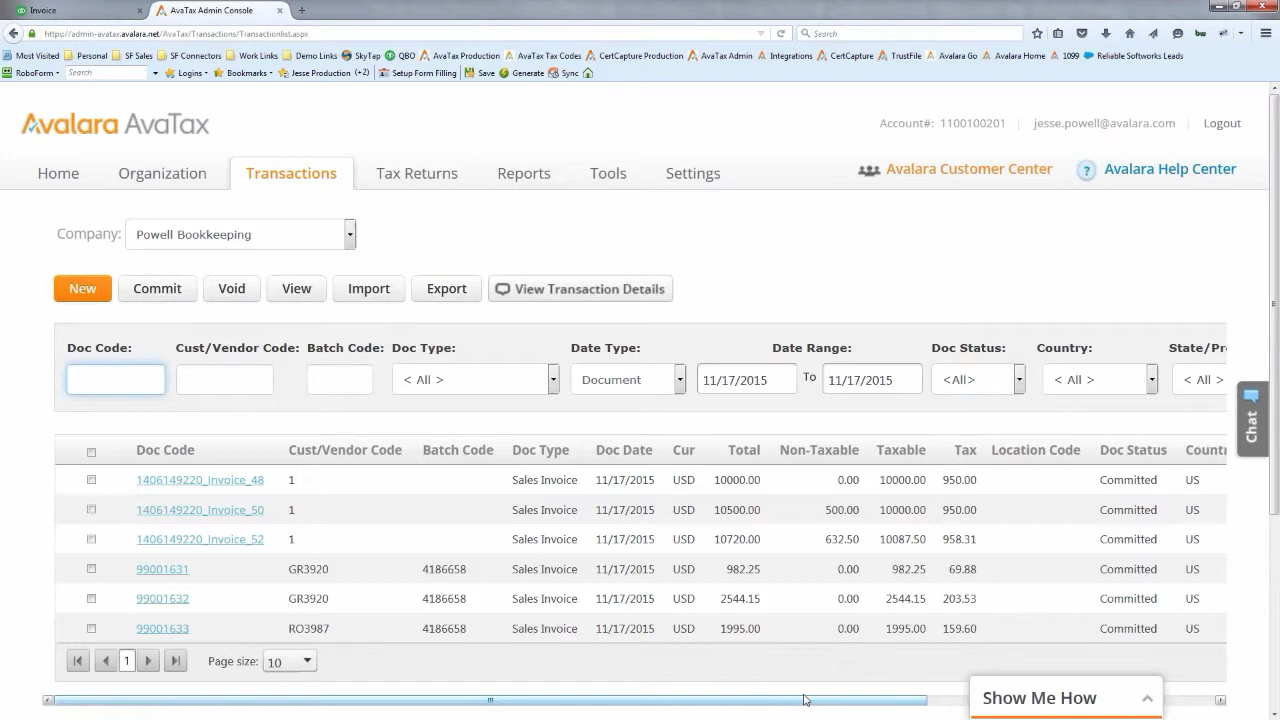 Invoice × AvaTax Admin Console × +
https://admin-avatax.avalara.net/AvaTax/Transactions/Transactionlist.aspx Search
Most Visited Personal SF Sales SF Connectors Work Links Demo Links SkyTap QBO AvaTax Production AvaTax Tax Codes CertCapture Production AvaTax Admin Integrations CertCapture TrustFile Avalara Go Avalara Home 1099 Reliable Softworks Leads
RoboForm Search Logins Bookmarks Jesse Production (+2) Setup Form Filling Save Generate Sync
Avalara AvaTax Account#: 1100100201 jesse.powell@avalara.com Logout
Home Organization Transactions Tax Returns Reports Tools Settings Avalara Customer Center ? Avalara Help Center
Company: Powell Bookkeeping
New Commit Void View Import Export View Transaction Details
Doc Code: Cust/Vendor Code: Batch Code: Doc Type: Date Type: Date Range: Doc Status: Country: State/Pr
< All > Document 11/17/2015 To 11/17/2015 <All> < All > < All >
Chat
Doc Code Cust/Vendor Code Batch Code Doc Type Doc Date Cur Total Non-Taxable Taxable Tax Location Code Doc Status Countr
1406149220_Invoice_48 1 Sales Invoice 11/17/2015 USD 10000.00 0.00 10000.00 950.00 Committed US
1406149220_Invoice_50 1 Sales Invoice 11/17/2015 USD 10500.00 500.00 10000.00 950.00 Committed US
1406149220_Invoice_52 1 Sales Invoice 11/17/2015 USD 10720.00 632.50 10087.50 958.31 Committed US
99001631 GR3920 4186658 Sales Invoice 11/17/2015 USD 982.25 0.00 982.25 69.88 Committed US
99001632 GR3920 4186658 Sales Invoice 11/17/2015 USD 2544.15 0.00 2544.15 203.53 Committed US
99001633 RO3987 4186658 Sales Invoice 11/17/2015 USD 1995.00 0.00 1995.00 159.60 Committed US
1 Page size: 10
Show Me How